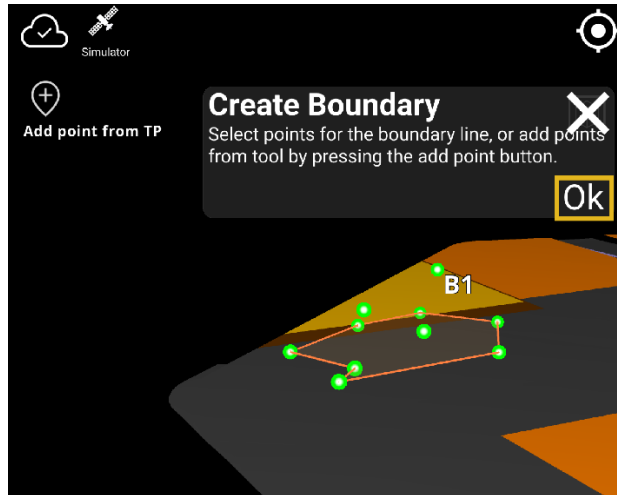 Simulator
Add point from TP
Create Boundary
Select points for the boundary line, or add points
from tool by pressing the add point button.
Ok
B1